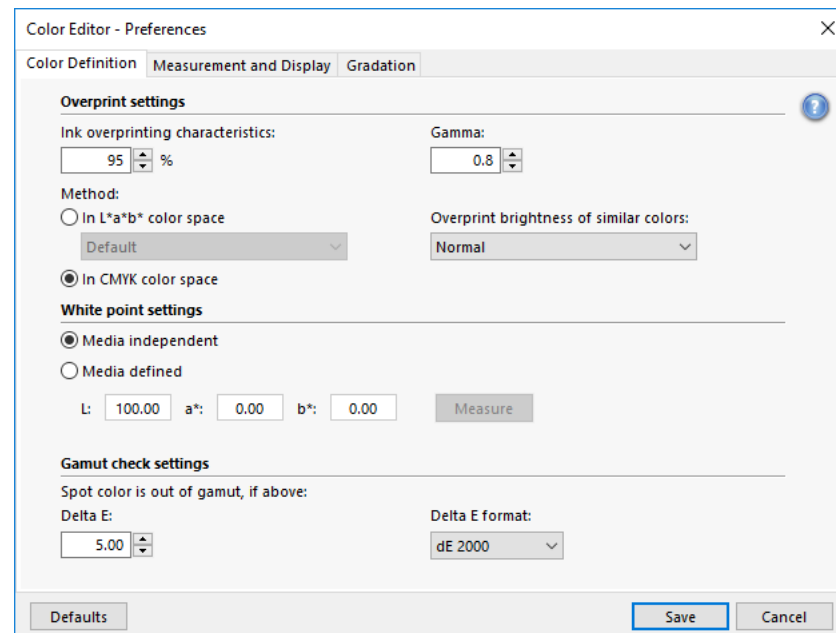 Color Editor - Preferences
Color Definition Measurement and Display Gradation
Overprint settings
?
Ink overprinting characteristics: Gamma:
95 % 0.8
Method:
In L*a*b* color space Overprint brightness of similar colors:
Default Normal
In CMYK color space
White point settings
Media independent
Media defined
L: 100.00 a*: 0.00 b*: 0.00 Measure
Gamut check settings
Spot color is out of gamut, if above:
Delta E: Delta E format:
5.00 dE 2000
Defaults Save Cancel